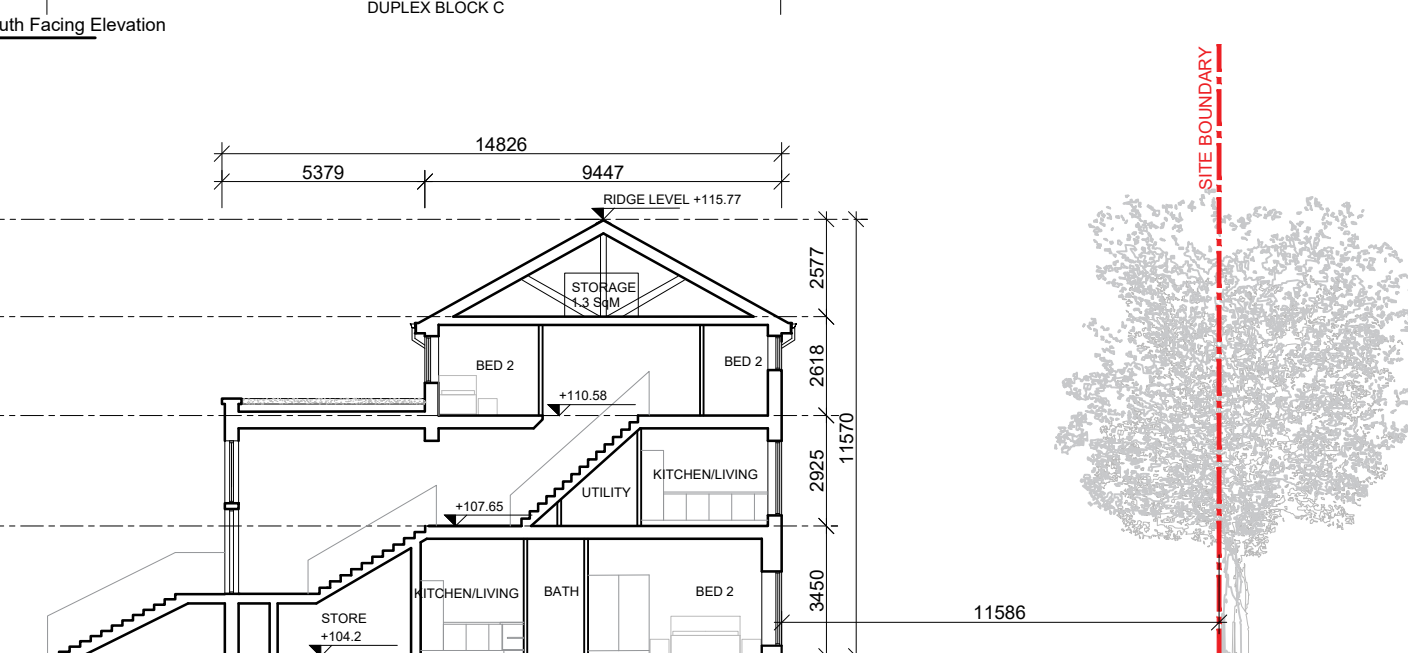 DUPLEX BLOCK C
uth Facing Elevation
SITE BOUNDARY
14826
5379
9447
RIDGE LEVEL +115.77
2577
STORAGE
1.3 SqM
2618
BED 2
BED 2
+110.58
11570
2925
KITCHEN/LIVING
UTILITY
+107.65
3450
KITCHEN/LIVING
BATH
BED 2
11586
STORE
+104.2